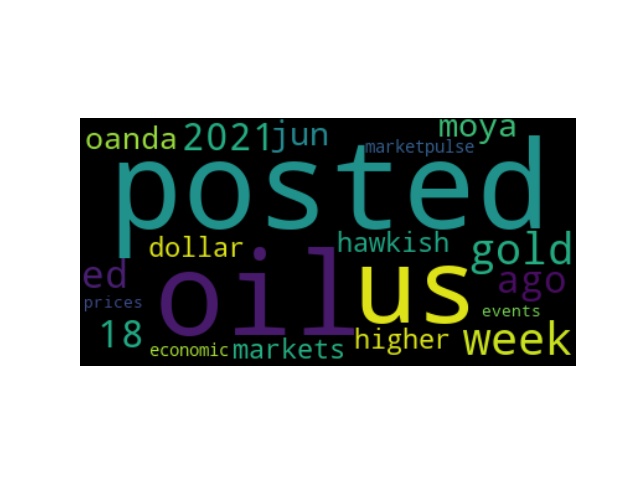 oanda 2021 jun moya
marketpulse
posted
dollar hawkish gold
ed oil us ago
prices events
18 higher week
economic markets